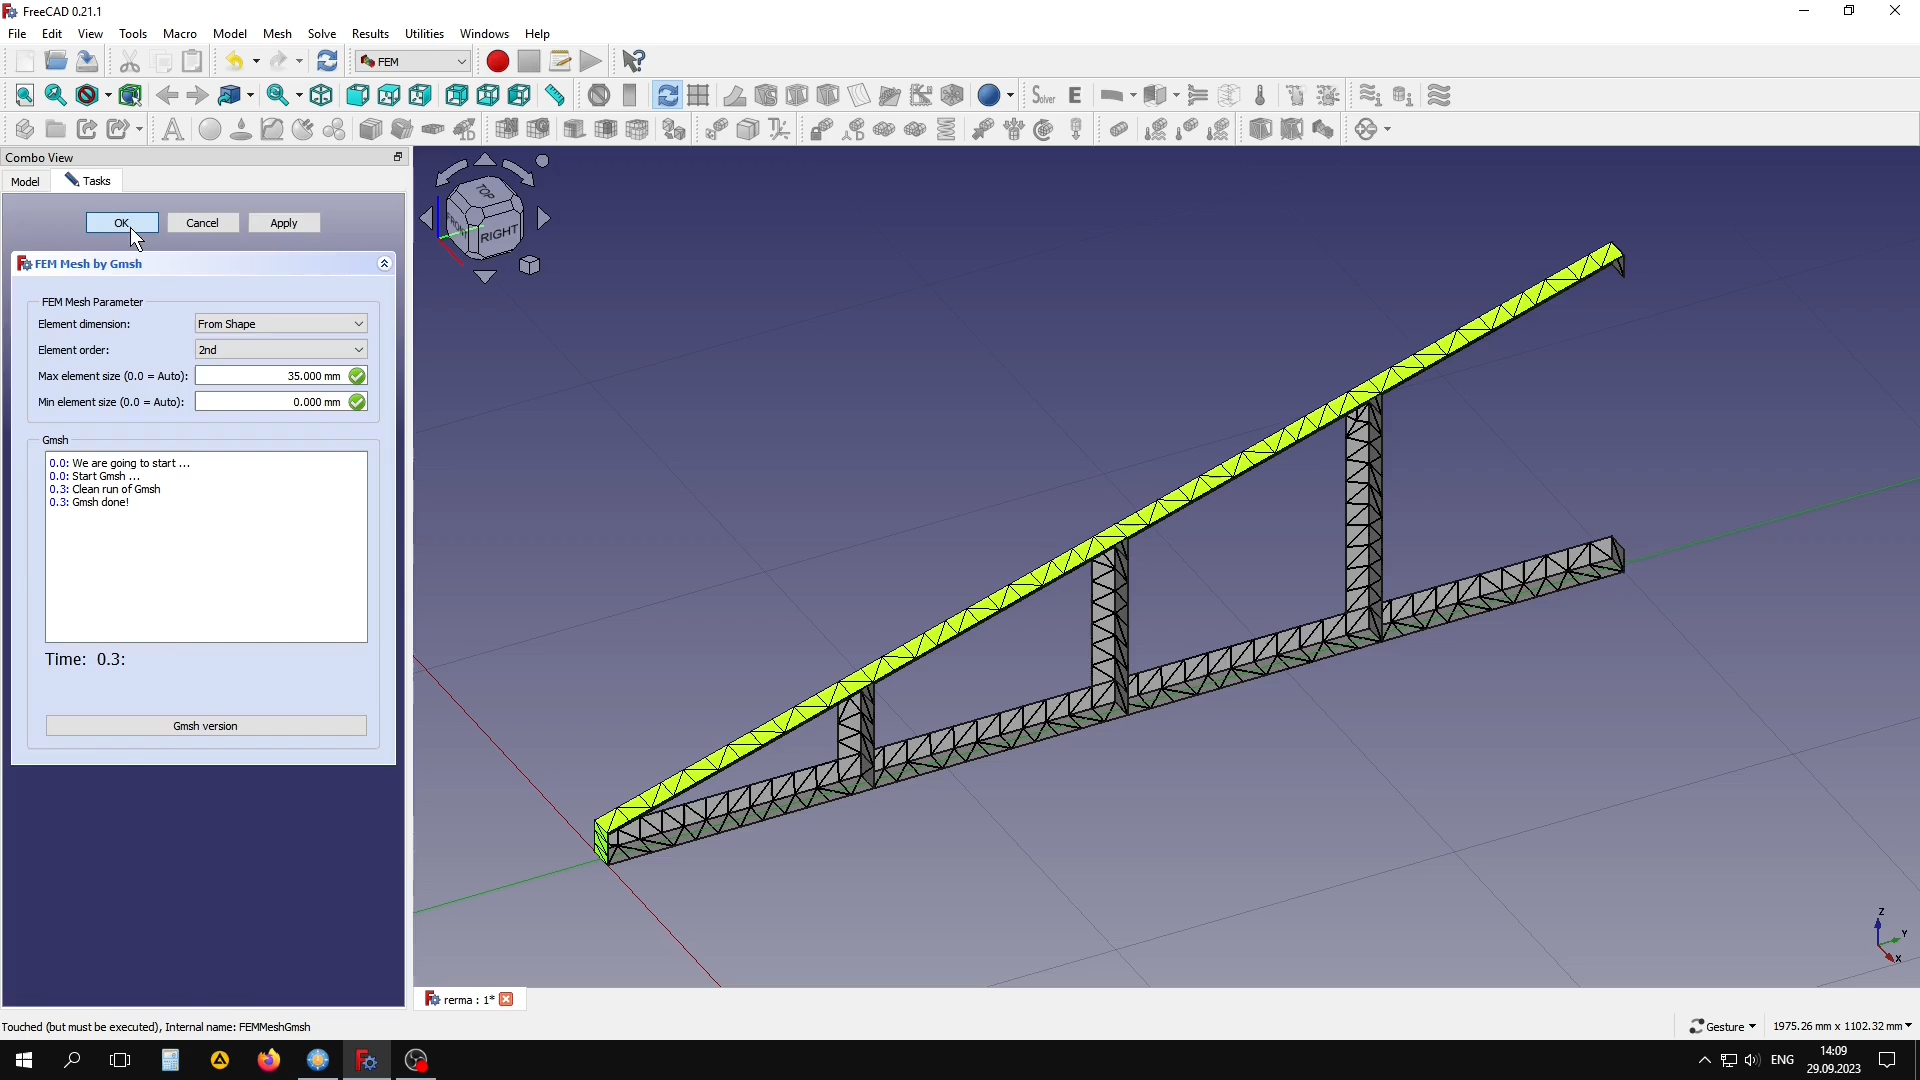 FreeCAD 0.21.1
File Edit View Tools Macro Model Mesh Solve Results Utilities Windows Help
FEM
Solver E
Combo View
Model Tasks
OK Cancel Apply
FEM Mesh by Gmsh
FEM Mesh Parameter
Element dimension: From Shape
Element order: 2nd
Max element size (0.0 = Auto): 35.000 mm
Min element size (0.0 = Auto): 0.000 mm
Gmsh
0.0: We are going to start ...
0.0: Start Gmsh ...
0.3: Clean run of Gmsh
0.3: Gmsh done!
Time: 0.3:
Gmsh version
TOP
FRONT
RIGHT
Z
Y
X
rerma : 1*
Touched (but must be executed), Internal name: FEMMeshGmsh
Gesture 1975.26 mm x 1102.32 mm
ENG
14:09
29.09.2023